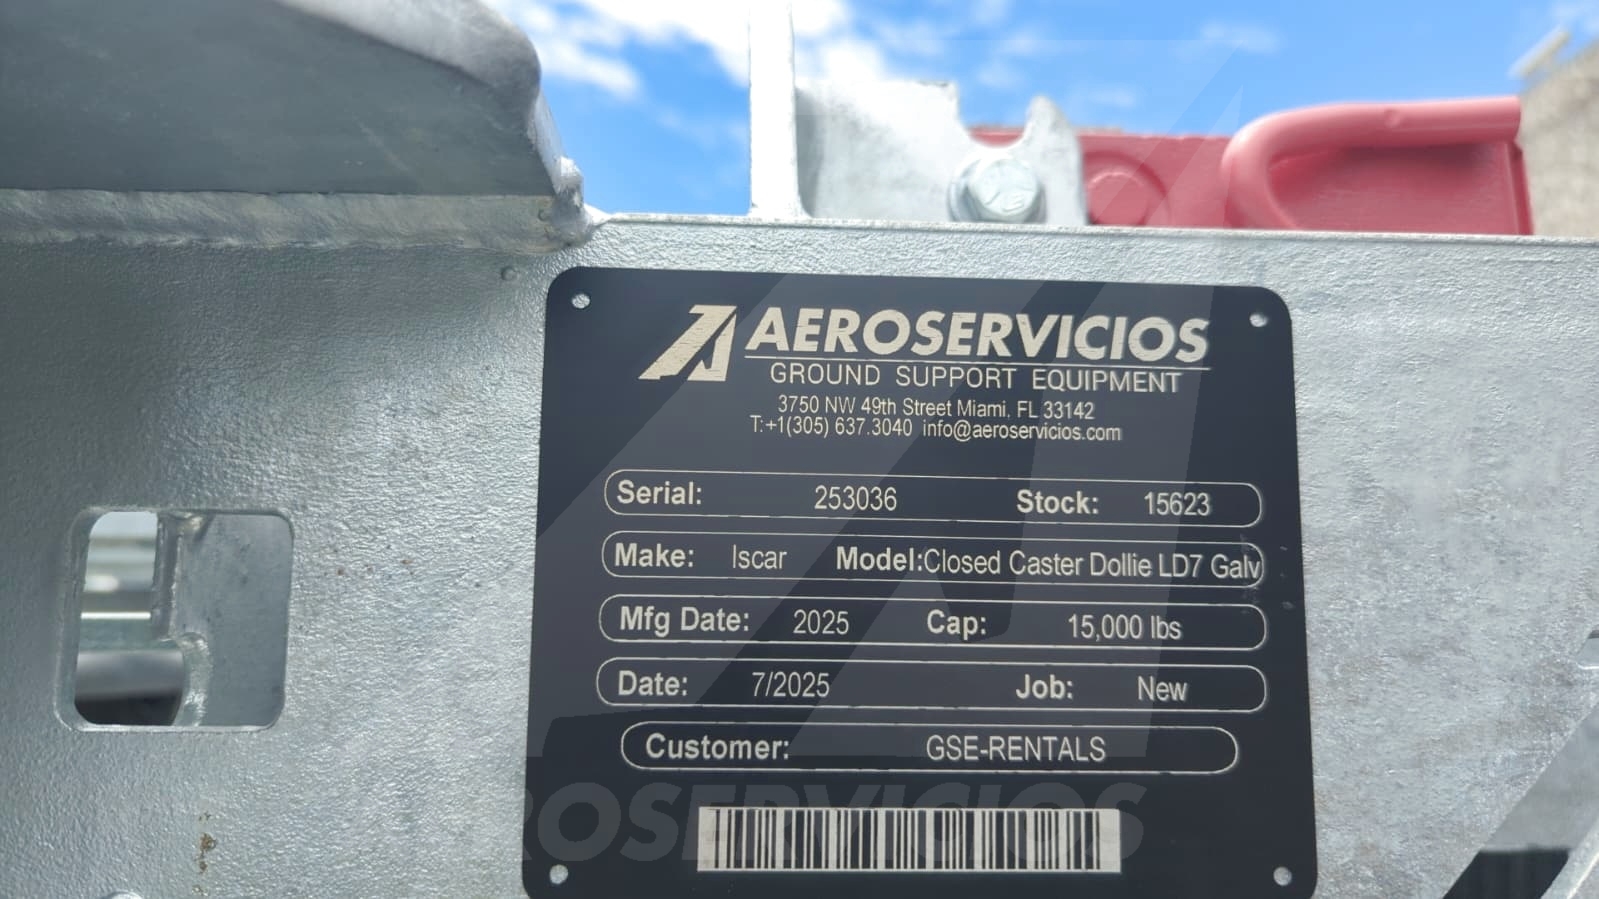 AEROSERVICIOS
GROUND SUPPORT EQUIPMENT
3750 NW 49th Street Miami, FL 33142
T:+1(305) 637.3040 info@aeroservicios.com
Serial: 253036 Stock: 15623
Make: Iscar Model:Closed Caster Dollie LD7 Galv
Mfg Date: 2025 Cap: 15,000 lbs
Date: 7/2025 Job: New
Customer: GSE-RENTALS
AEROSERVICIOS